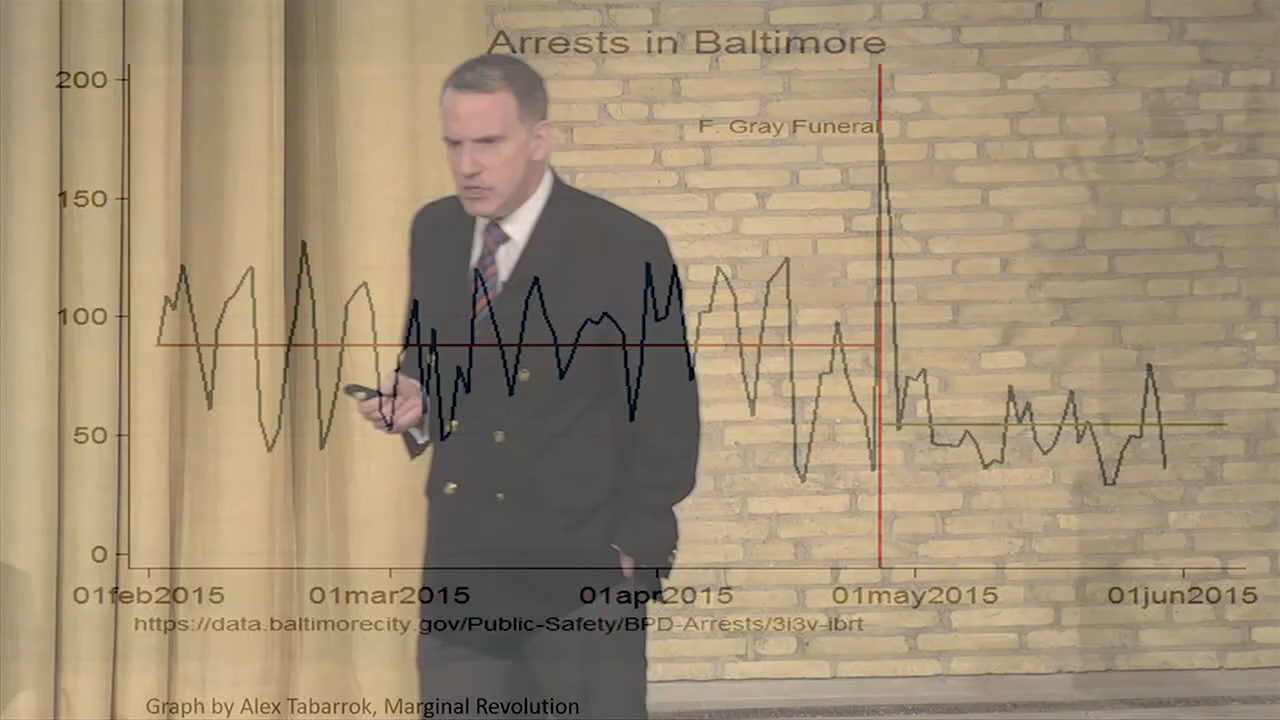 Arrests in Baltimore
200
F. Gray Funeral
150
100
50
0
01feb2015 01mar2015 01apr2015 01may2015 01jun2015
https://data.baltimorecity.gov/Public-Safety/BPD-Arrests/3i3v-ibrt
Graph by Alex Tabarrok, Marginal Revolution